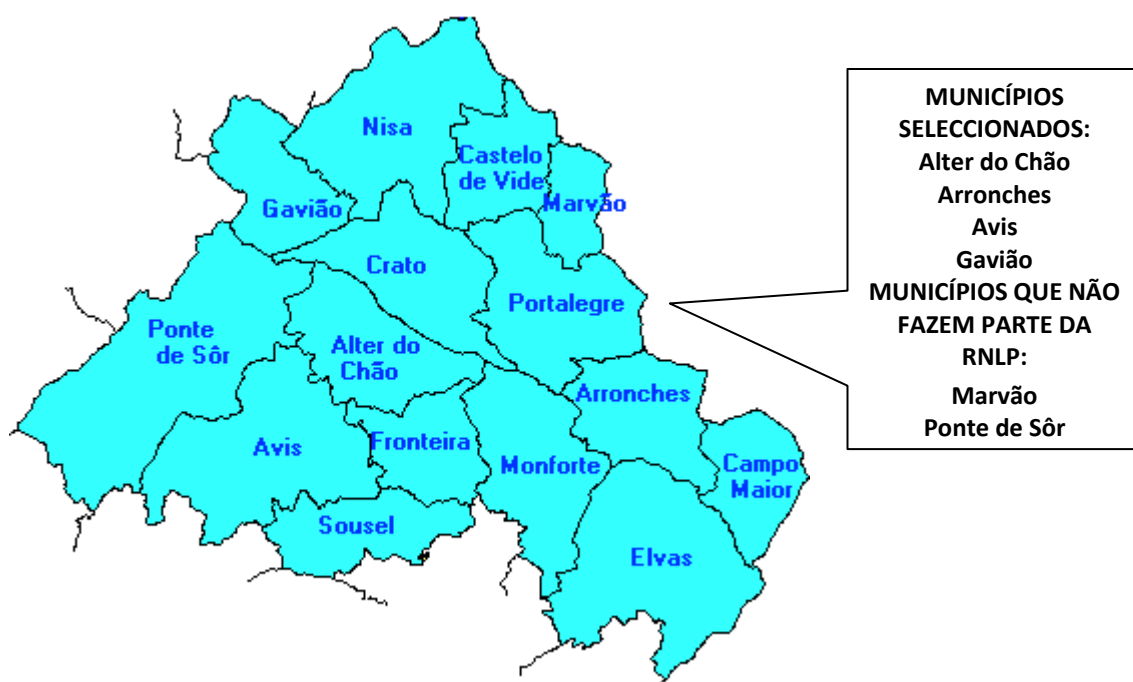 Nisa
Castelo
de Vide
Marvão
Gavião
Crato
Portalegre
Ponte
de Sôr
Alter do
Chão
Arronches
Avis
Fronteira
Monforte
Campo
Maior
Sousel
Elvas
MUNICÍPIOS
SELECCIONADOS:
Alter do Chão
Arronches
Avis
Gavião
MUNICÍPIOS QUE NÃO
FAZEM PARTE DA
RNLP:
Marvão
Ponte de Sôr